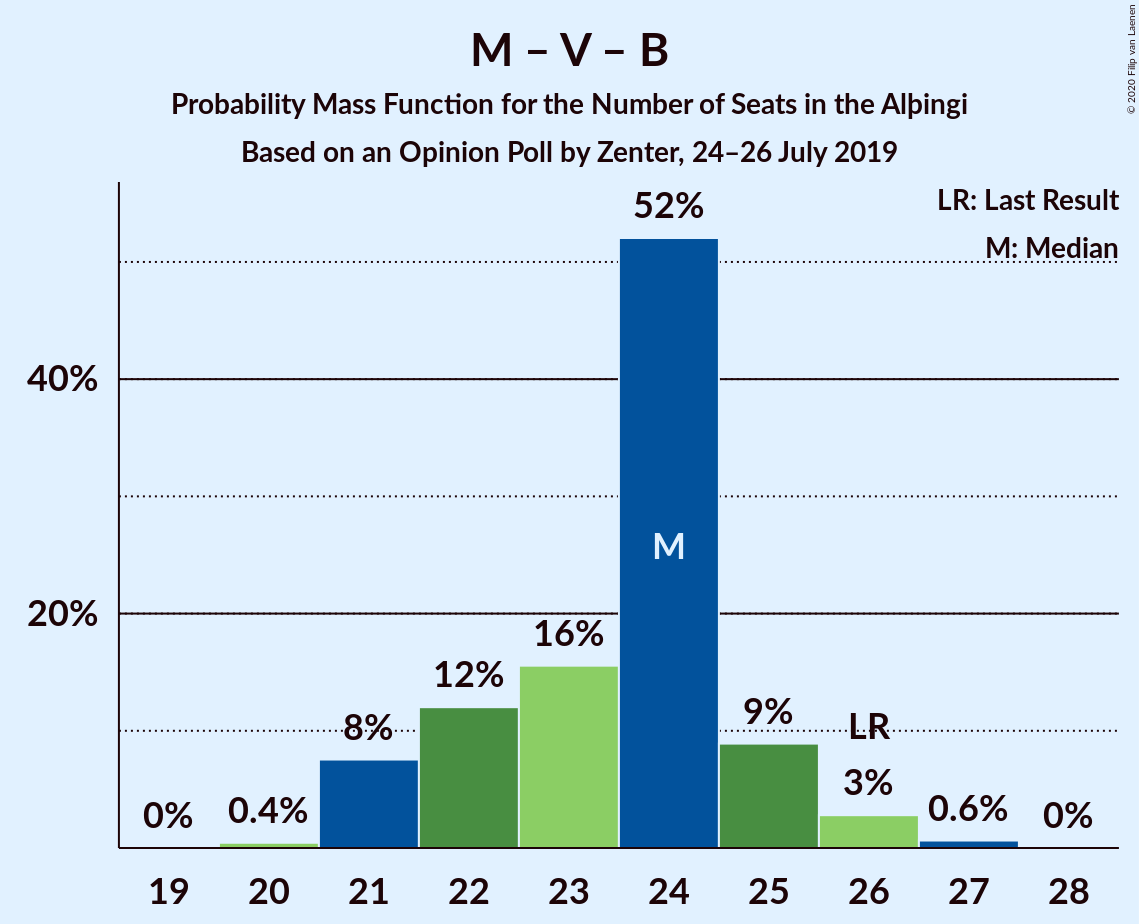 M – V – B
Probability Mass Function for the Number of Seats in the Alþingi
Based on an Opinion Poll by Zenter, 24–26 July 2019
© 2020 Filip van Laenen
LR: Last Result
M: Median
52%
40%
20%
M
16%
12%
8%
9%
LR
3%
0%
0.4%
0.6%
0%
19 20 21 22 23 24 25 26 27 28